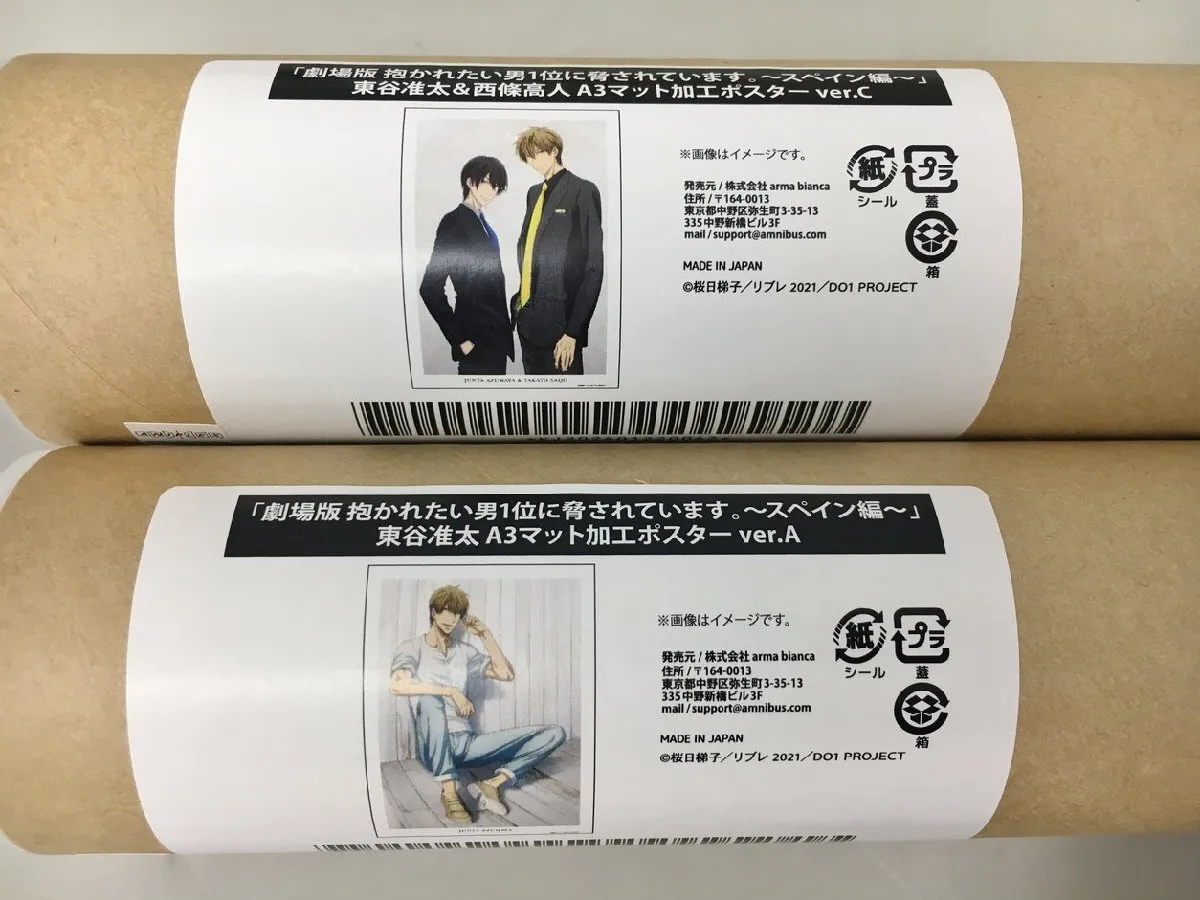 「劇場版 抱かれたい男1位に脅されています。～スペイン編～」
東谷准太＆西條高人 A3マット加工ポスター ver.C
JUNTA AZUMAYA & TAKATO SAIJO
※画像はイメージです。
発売元 / 株式会社 arma bianca
住所 / 〒164-0013
東京都中野区弥生町3-35-13
335中野新橋ビル3F
mail / support@amnibus.com
MADE IN JAPAN
©桜日梯子／リブレ 2021／DO1 PROJECT
紙
シール
プラ
蓋
箱
「劇場版 抱かれたい男1位に脅されています。～スペイン編～」
東谷准太 A3マット加工ポスター ver.A
JUNTA AZUMAYA
※画像はイメージです。
発売元 / 株式会社 arma bianca
住所 / 〒164-0013
東京都中野区弥生町3-35-13
335中野新橋ビル3F
mail / support@amnibus.com
MADE IN JAPAN
©桜日梯子／リブレ 2021／DO1 PROJECT
紙
シール
プラ
蓋
箱